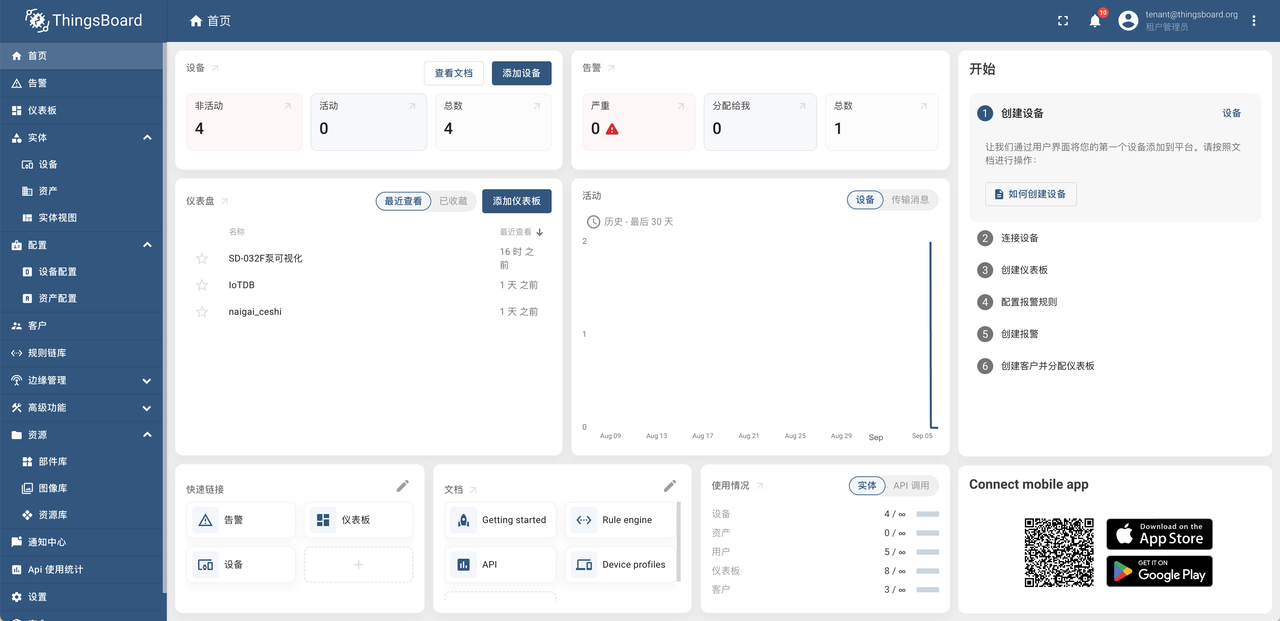 ThingsBoard
首页
10
tenant@thingsboard.org
租户管理员
首页
告警
仪表板
实体
设备
资产
实体视图
配置
设备配置
资产配置
客户
规则链库
边缘管理
高级功能
资源
部件库
图像库
资源库
通知中心
Api 使用统计
设置
设备
查看文档
添加设备
非活动
4
活动
0
总数
4
告警
严重
0
分配给我
0
总数
1
仪表盘
最近查看
已收藏
添加仪表板
名称
最近查看
SD-032F泵可视化
16 时 之
前
IoTDB
1 天 之前
naigai_ceshi
1 天 之前
活动
设备
传输消息
历史 - 最后 30 天
2
1
0
Aug 09
Aug 13
Aug 17
Aug 21
Aug 25
Aug 29
Sep
Sep 05
开始
1
创建设备
设备
让我们通过用户界面将您的第一个设备添加到平台。请按照文
档进行操作：
如何创建设备
2 连接设备
3 创建仪表板
4 配置报警规则
5 创建报警
6 创建客户并分配仪表板
快速链接
告警
仪表板
设备
文档
Getting started
Rule engine
API
Device profiles
使用情况
实体
API 调用
设备 4 / ∞
资产 0 / ∞
用户 5 / ∞
仪表板 8 / ∞
客户 3 / ∞
Connect mobile app
Download on the
App Store
GET IT ON
Google Play